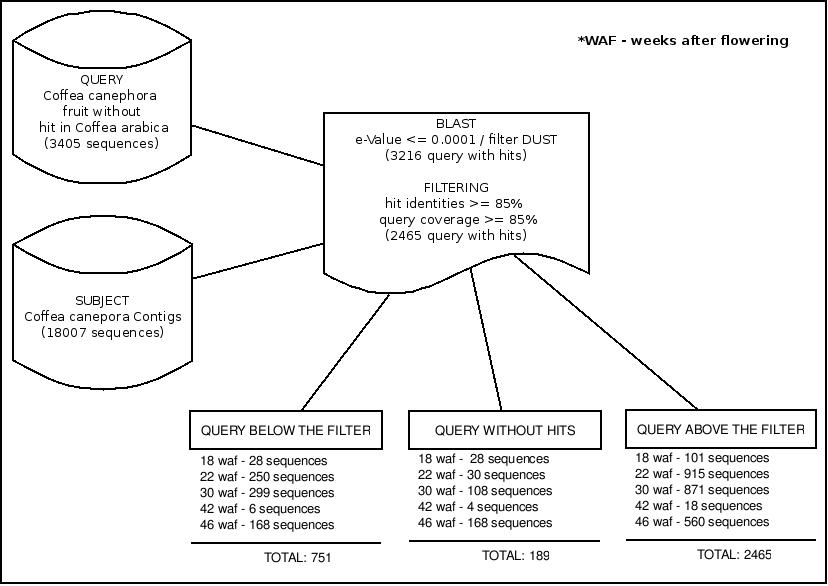 *WAF - weeks after flowering
QUERY
Coffea canephora
fruit without
hit in Coffea arabica
(3405 sequences)
BLAST
e-Value <= 0.0001 / filter DUST
(3216 query with hits)
FILTERING
hit identities >= 85%
query coverage >= 85%
(2465 query with hits)
SUBJECT
Coffea canepora Contigs
(18007 sequences)
QUERY BELOW THE FILTER
18 waf - 28 sequences
22 waf - 250 sequences
30 waf - 299 sequences
42 waf - 6 sequences
46 waf - 168 sequences
TOTAL: 751
QUERY WITHOUT HITS
18 waf - 28 sequences
22 waf - 30 sequences
30 waf - 108 sequences
42 waf - 4 sequences
46 waf - 168 sequences
TOTAL: 189
QUERY ABOVE THE FILTER
18 waf - 101 sequences
22 waf - 915 sequences
30 waf - 871 sequences
42 waf - 18 sequences
46 waf - 560 sequences
TOTAL: 2465